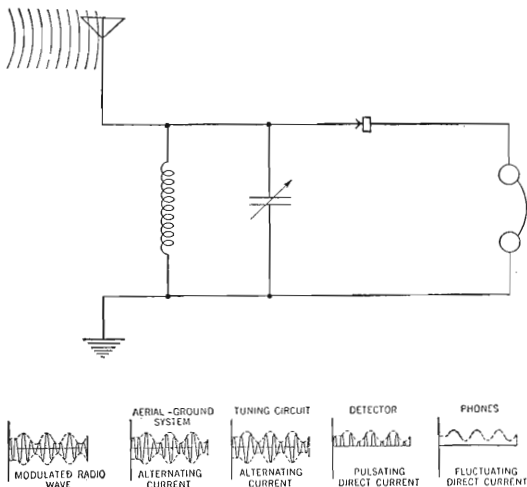 AERIAL-GROUND
SYSTEM
TUNING CIRCUIT
DETECTOR
PHONES
MODULATED RADIO
WAVE
ALTERNATING
CURRENT
ALTERNATING
CURRENT
PULSATING
DIRECT CURRENT
FLUCTUATING
DIRECT CURRENT